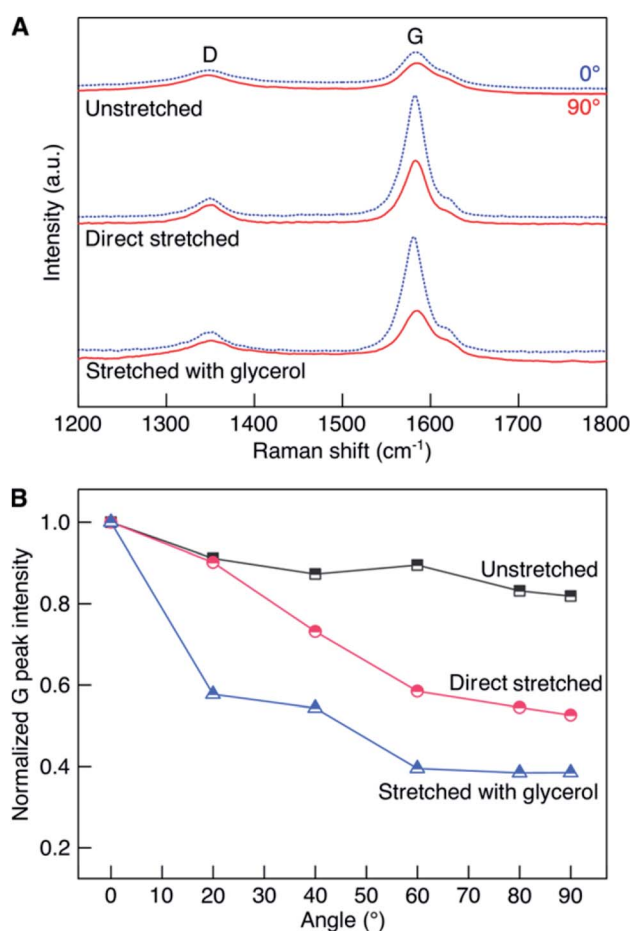 A
D
G
0°
90°
Unstretched
Direct stretched
Stretched with glycerol
Intensity (a.u.)
1200 1300 1400 1500 1600 1700 1800
Raman shift (cm⁻¹)
B
1.0
0.8
0.6
0.4
0.2
Normalized G peak intensity
Unstretched
Direct stretched
Stretched with glycerol
0 10 20 30 40 50 60 70 80 90
Angle (°)